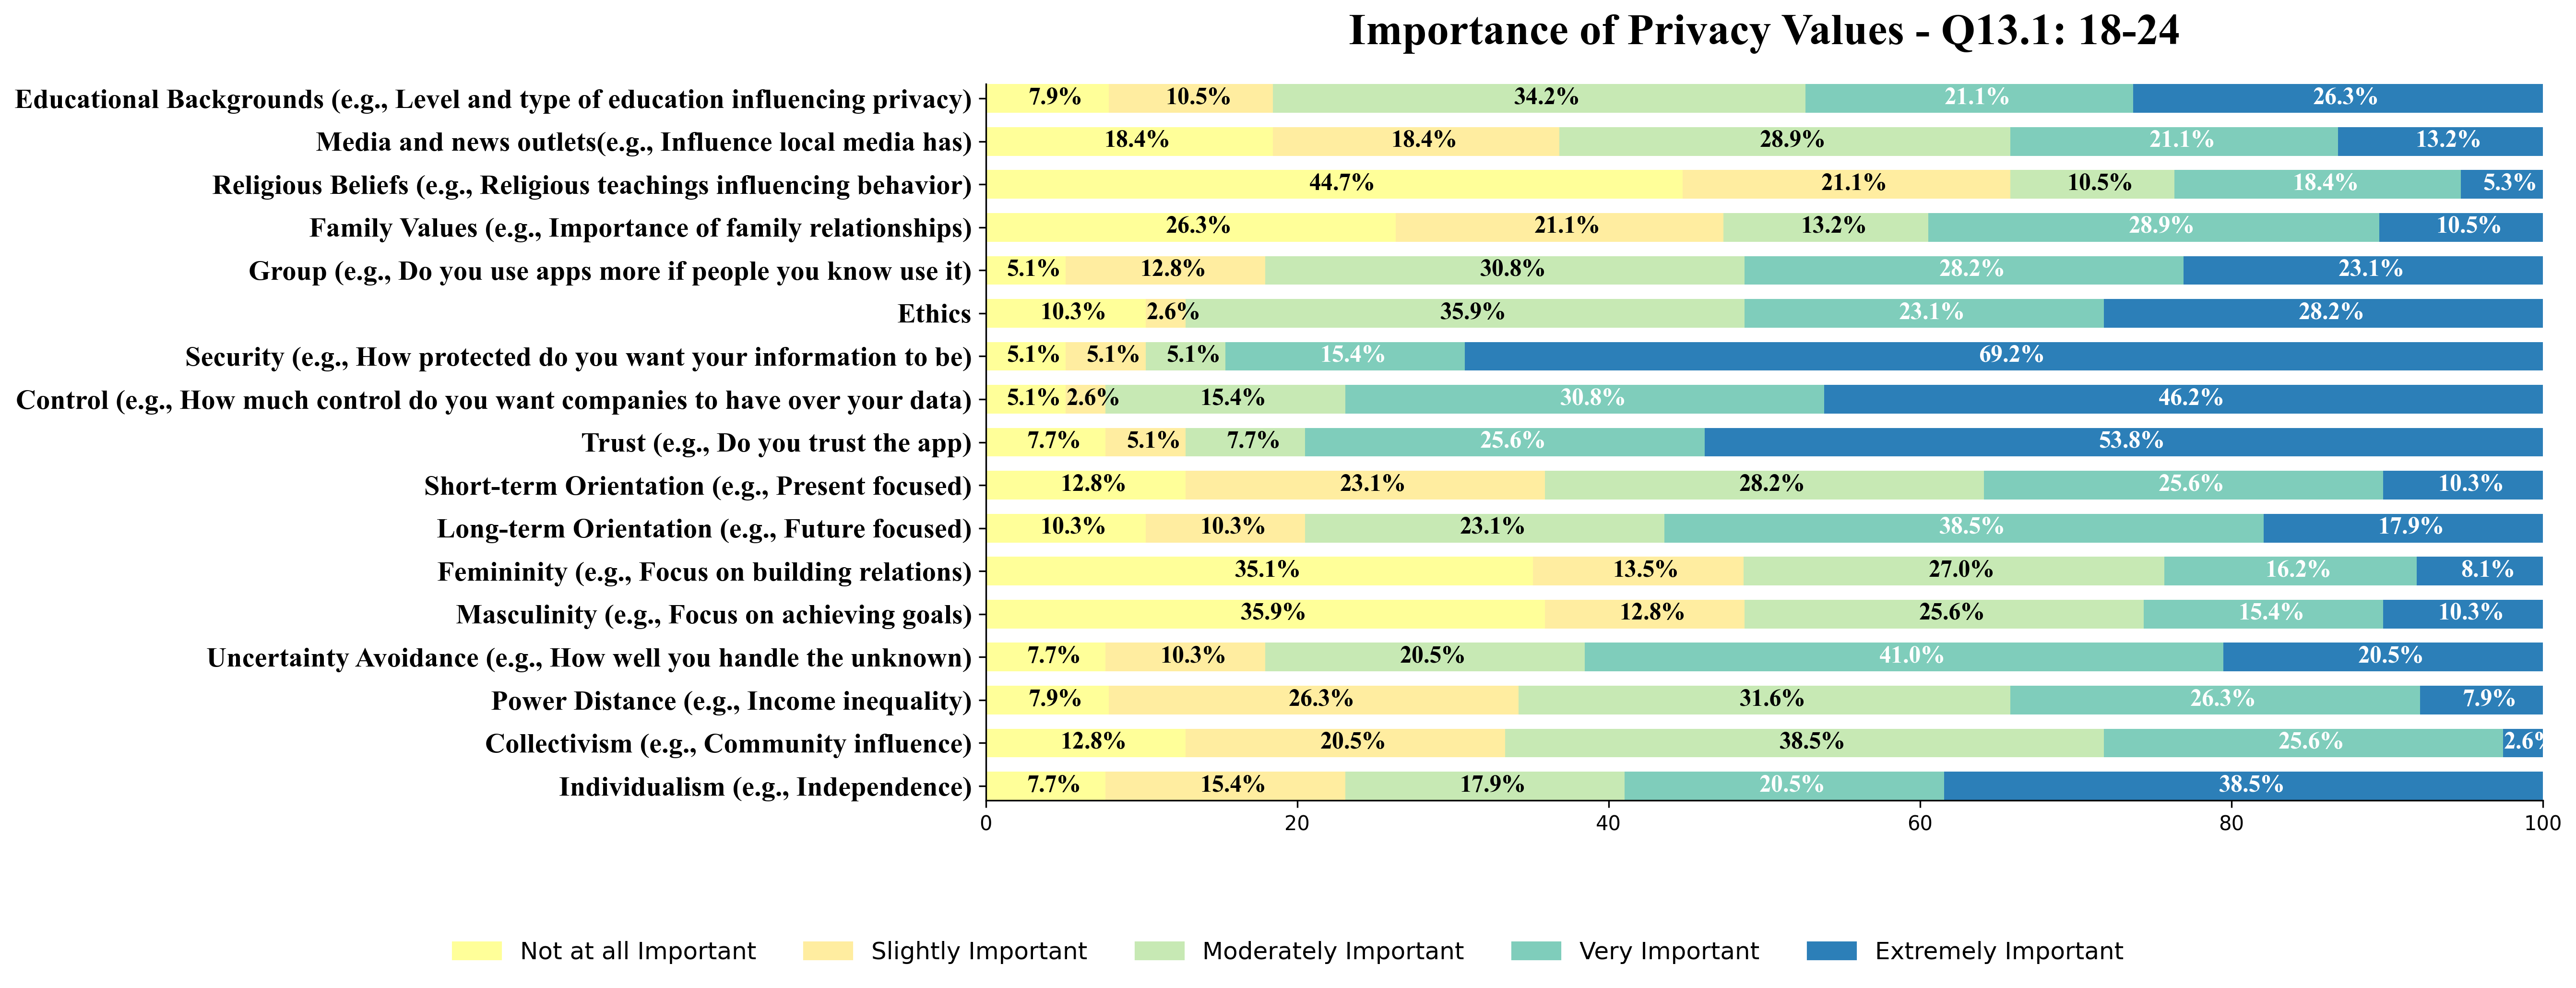 Importance of Privacy Values - Q13.1: 18-24
Educational Backgrounds (e.g., Level and type of education influencing privacy) 7.9% 10.5% 34.2% 21.1% 26.3%
Media and news outlets(e.g., Influence local media has) 18.4% 18.4% 28.9% 21.1% 13.2%
Religious Beliefs (e.g., Religious teachings influencing behavior) 44.7% 21.1% 10.5% 18.4% 5.3%
Family Values (e.g., Importance of family relationships) 26.3% 21.1% 13.2% 28.9% 10.5%
Group (e.g., Do you use apps more if people you know use it) 5.1% 12.8% 30.8% 28.2% 23.1%
Ethics 10.3% 2.6% 35.9% 23.1% 28.2%
Security (e.g., How protected do you want your information to be) 5.1% 5.1% 5.1% 15.4% 69.2%
Control (e.g., How much control do you want companies to have over your data) 5.1% 2.6% 15.4% 30.8% 46.2%
Trust (e.g., Do you trust the app) 7.7% 5.1% 7.7% 25.6% 53.8%
Short-term Orientation (e.g., Present focused) 12.8% 23.1% 28.2% 25.6% 10.3%
Long-term Orientation (e.g., Future focused) 10.3% 10.3% 23.1% 38.5% 17.9%
Femininity (e.g., Focus on building relations) 35.1% 13.5% 27.0% 16.2% 8.1%
Masculinity (e.g., Focus on achieving goals) 35.9% 12.8% 25.6% 15.4% 10.3%
Uncertainty Avoidance (e.g., How well you handle the unknown) 7.7% 10.3% 20.5% 41.0% 20.5%
Power Distance (e.g., Income inequality) 7.9% 26.3% 31.6% 26.3% 7.9%
Collectivism (e.g., Community influence) 12.8% 20.5% 38.5% 25.6% 2.6%
Individualism (e.g., Independence) 7.7% 15.4% 17.9% 20.5% 38.5%
0 20 40 60 80 100
Not at all Important Slightly Important Moderately Important Very Important Extremely Important